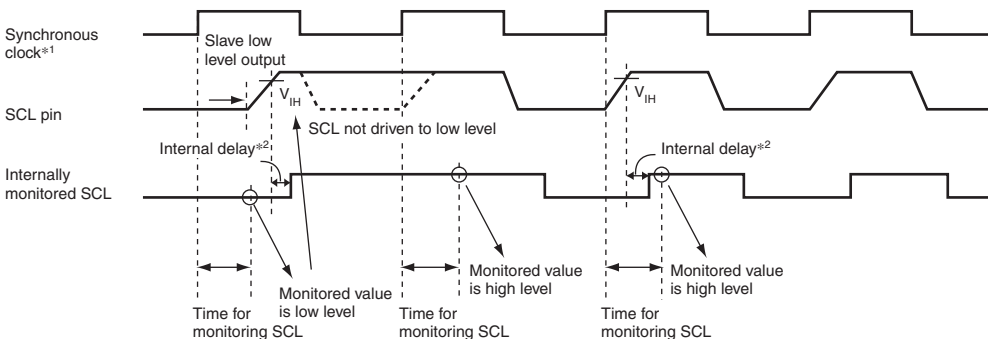 Synchronous
clock*1
Slave low
level output
SCL pin
VIH
SCL not driven to low level
VIH
Internal delay*2
Internal delay*2
Internally
monitored SCL
Monitored value
is low level
Monitored value
is high level
Monitored value
is high level
Time for
monitoring SCL
Time for
monitoring SCL
Time for
monitoring SCL